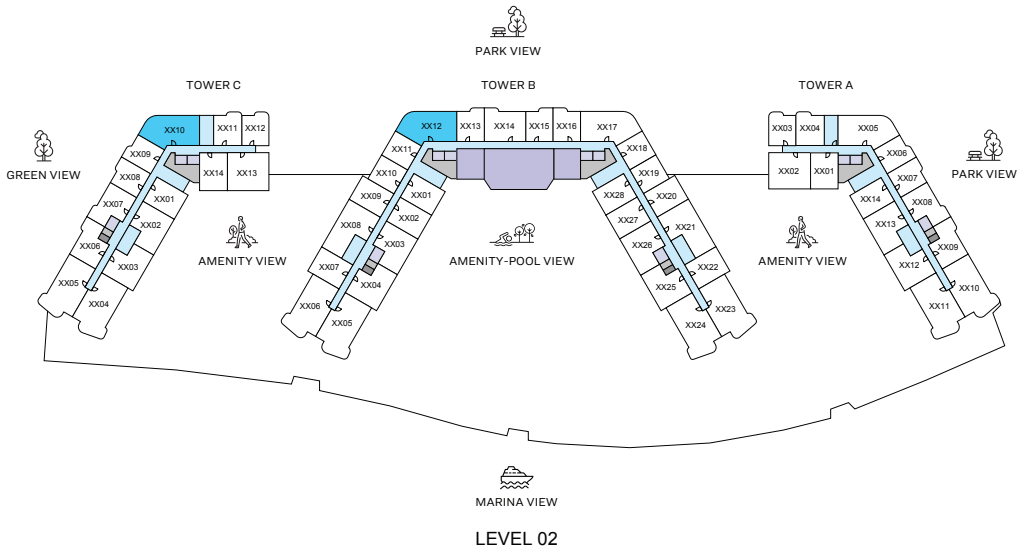 PARK VIEW
TOWER C
TOWER B
TOWER A
GREEN VIEW
PARK VIEW
XX10
XX11
XX12
XX09
XX08
XX07
XX06
XX05
XX04
XX03
XX02
XX01
XX14
XX13
XX12
XX13
XX14
XX15
XX16
XX17
XX11
XX10
XX09
XX08
XX07
XX06
XX05
XX04
XX03
XX02
XX01
XX18
XX19
XX20
XX21
XX22
XX23
XX24
XX25
XX26
XX27
XX28
XX03
XX04
XX05
XX02
XX01
XX06
XX07
XX08
XX09
XX10
XX11
XX12
XX13
XX14
AMENITY VIEW
AMENITY-POOL VIEW
AMENITY VIEW
MARINA VIEW
LEVEL 02